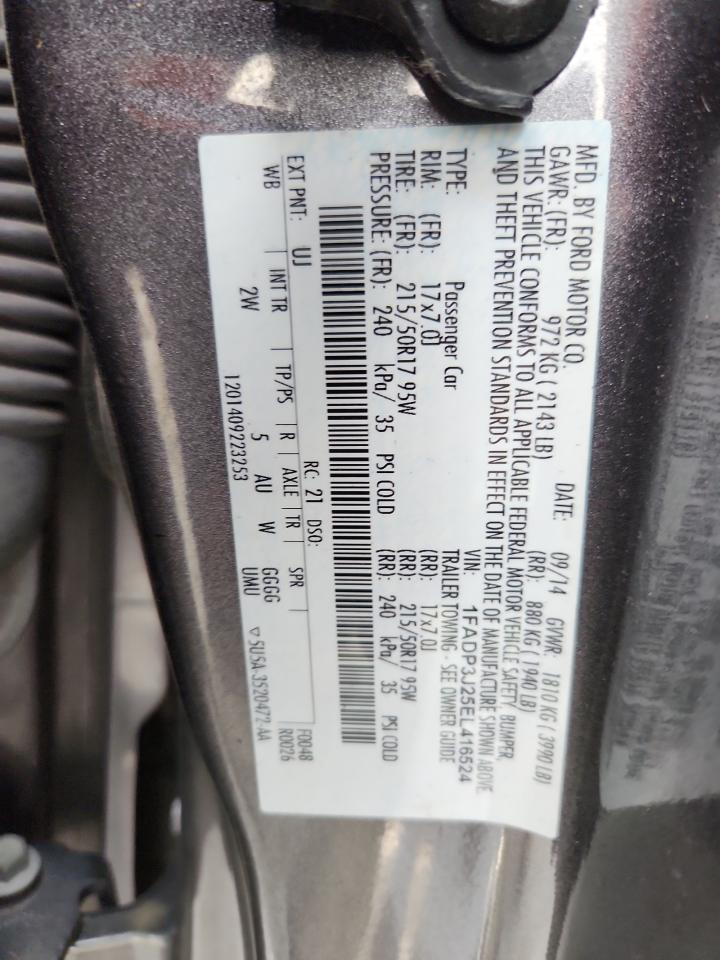 MFD. BY FORD MOTOR CO. DATE: 09/14 GVWR: 1810 KG ( 3990 LB)
GAWR: (FR): 972 KG ( 2143 LB) (RR): 880 KG ( 1940 LB)
THIS VEHICLE CONFORMS TO ALL APPLICABLE FEDERAL MOTOR VEHICLE SAFETY, BUMPER,
AND THEFT PREVENTION STANDARDS IN EFFECT ON THE DATE OF MANUFACTURE SHOWN ABOVE.
VIN: 1FADP3J25EL416524
TYPE: Passenger Car TRAILER TOWING - SEE OWNER GUIDE
RIM: (FR): 17x7.0J (RR): 17x7.0J
TIRE: (FR): 215/50R17 95W (RR): 215/50R17 95W
PRESSURE: (FR): 240 kPa/ 35 PSI COLD (RR): 240 kPa/ 35 PSI COLD
RC: 21 DSO: F0048
EXT PNT: UJ R0026
INT TR TP/PS R AXLE TR SPR
WB 2W 5 AU W GGGG
UMU
1201409223253 ▽5U5A-3520472-AA